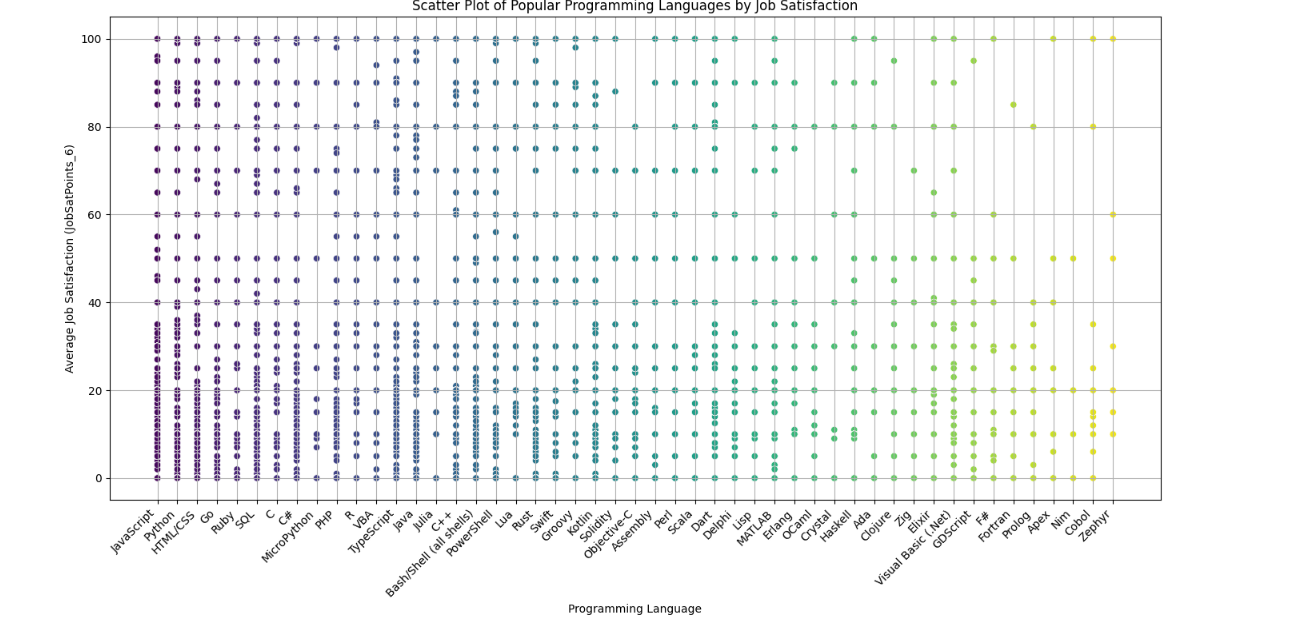 Scatter Plot of Popular Programming Languages by Job Satisfaction
Average Job Satisfaction (JobSatPoints_6)
100
80
60
40
20
0
JavaScript
Python
HTML/CSS
Go
Ruby
SQL
C
C#
MicroPython
PHP
R
VBA
TypeScript
Java
Julia
C++
Bash/Shell (all shells)
PowerShell
Lua
Rust
Swift
Groovy
Kotlin
Solidity
Objective-C
Assembly
Perl
Scala
Dart
Delphi
Lisp
MATLAB
Erlang
OCaml
Crystal
Haskell
Ada
Clojure
Zig
Elixir
Visual Basic (.Net)
GDScript
F#
Fortran
Prolog
Apex
Nim
Cobol
Zephyr
Programming Language